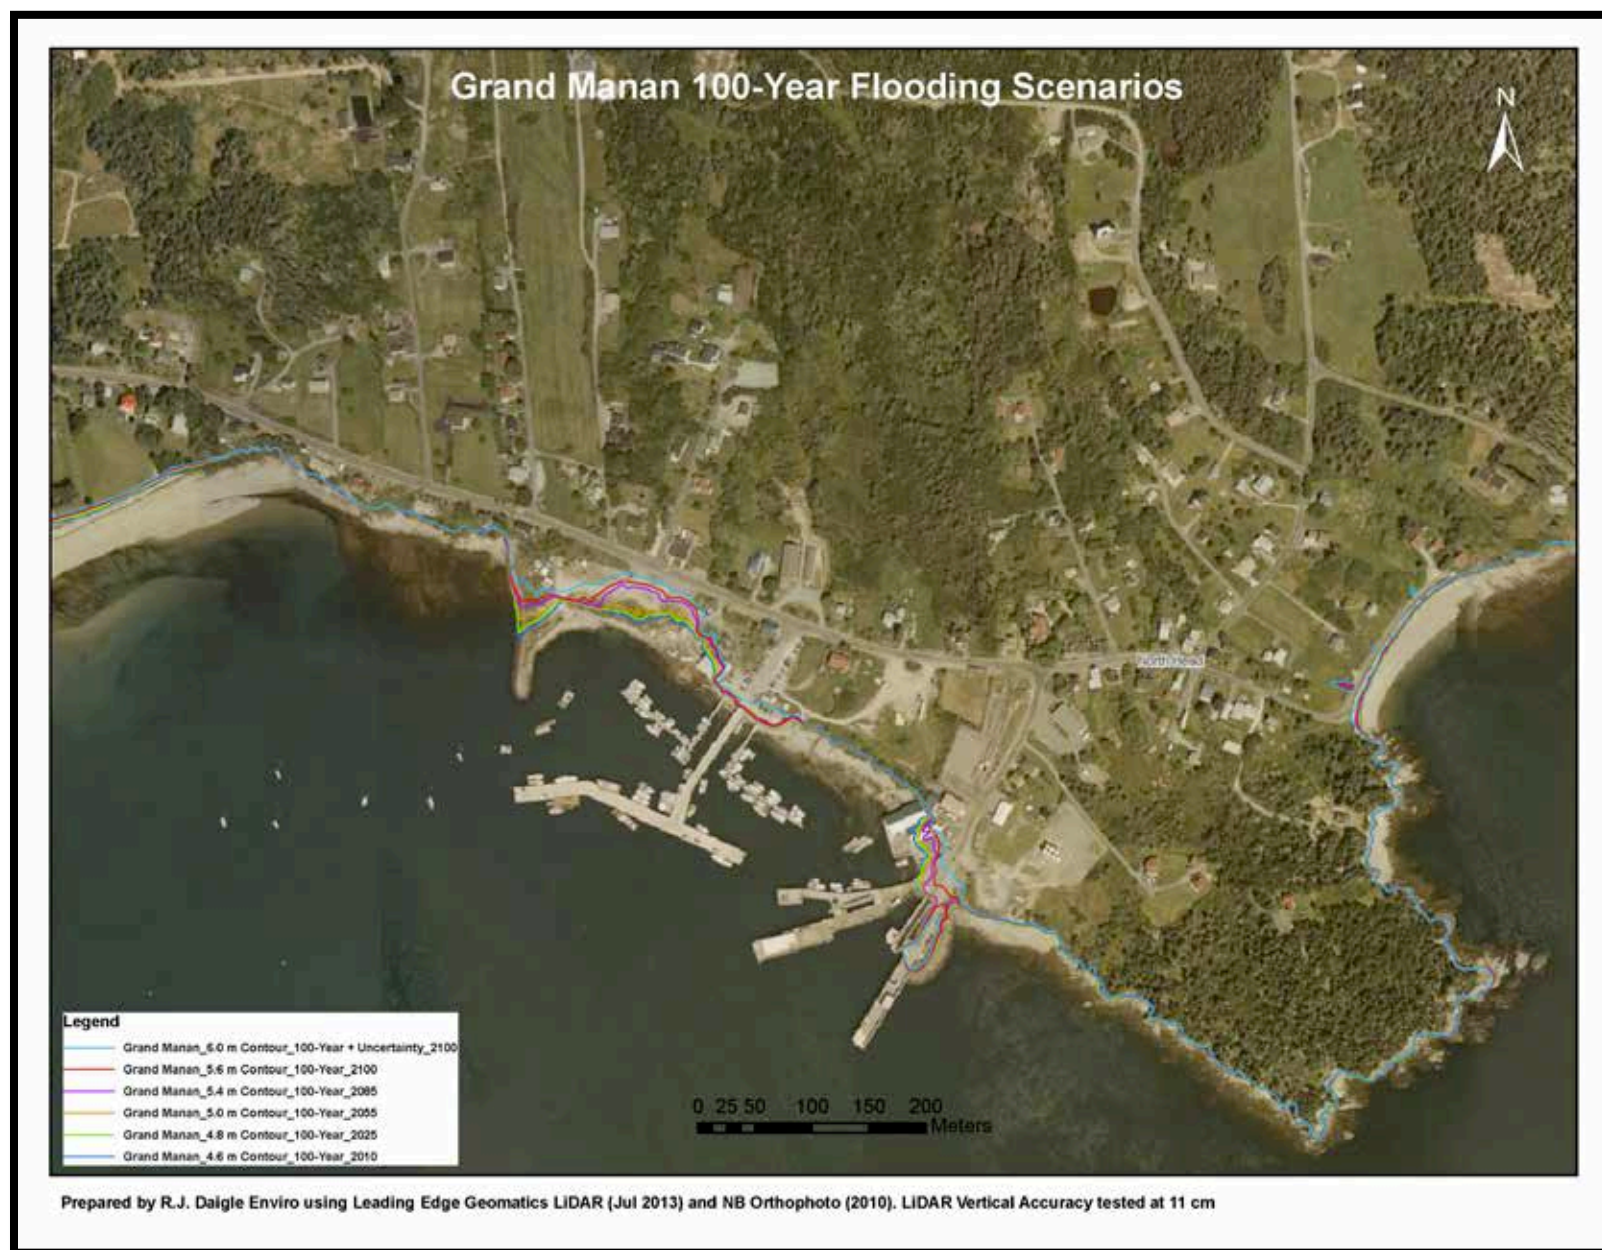 Grand Manan 100-Year Flooding Scenarios
N
North Head
Legend
Grand Manan_6.0 m Contour_100-Year + Uncertainty_2100
Grand Manan_5.6 m Contour_100-Year_2100
Grand Manan_5.4 m Contour_100-Year_2085
Grand Manan_5.0 m Contour_100-Year_2055
Grand Manan_4.8 m Contour_100-Year_2025
Grand Manan_4.6 m Contour_100-Year_2010
0 25 50 100 150 200
Meters
Prepared by R.J. Daigle Enviro using Leading Edge Geomatics LiDAR (Jul 2013) and NB Orthophoto (2010). LiDAR Vertical Accuracy tested at 11 cm